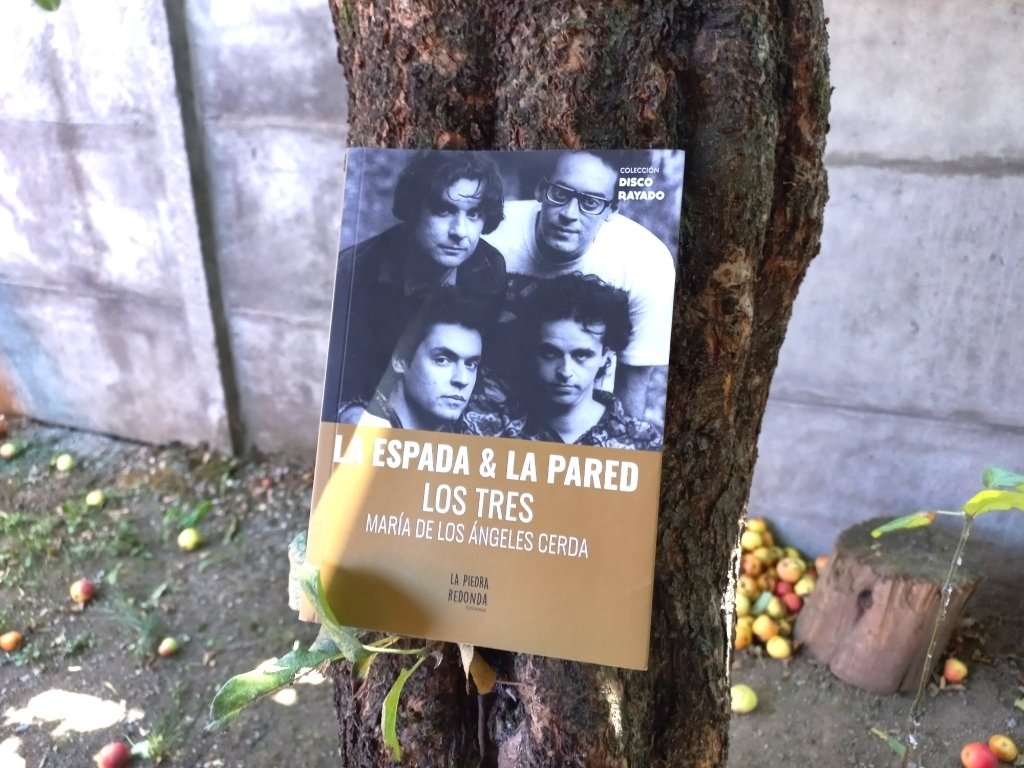 COLECCIÓN
DISCO
RAYADO
LA ESPADA & LA PARED
LOS TRES
MARÍA DE LOS ÁNGELES CERDA
LA PIEDRA
REDONDA